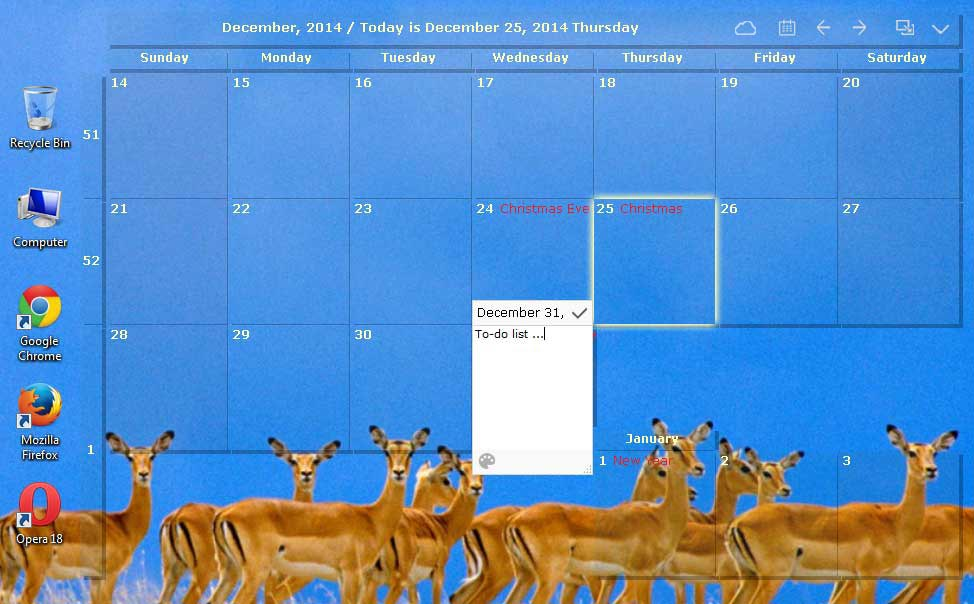 December, 2014 / Today is December 25, 2014 Thursday
Sunday Monday Tuesday Wednesday Thursday Friday Saturday
14 15 16 17 18 19 20
51
Recycle Bin
21 22 23 24 Christmas Eve 25 Christmas 26 27
Computer
52
December 31,
28 29 30
To-do list ...
Google
Chrome
January
Mozilla
Firefox
1
1 New Year 2 3
Opera 18